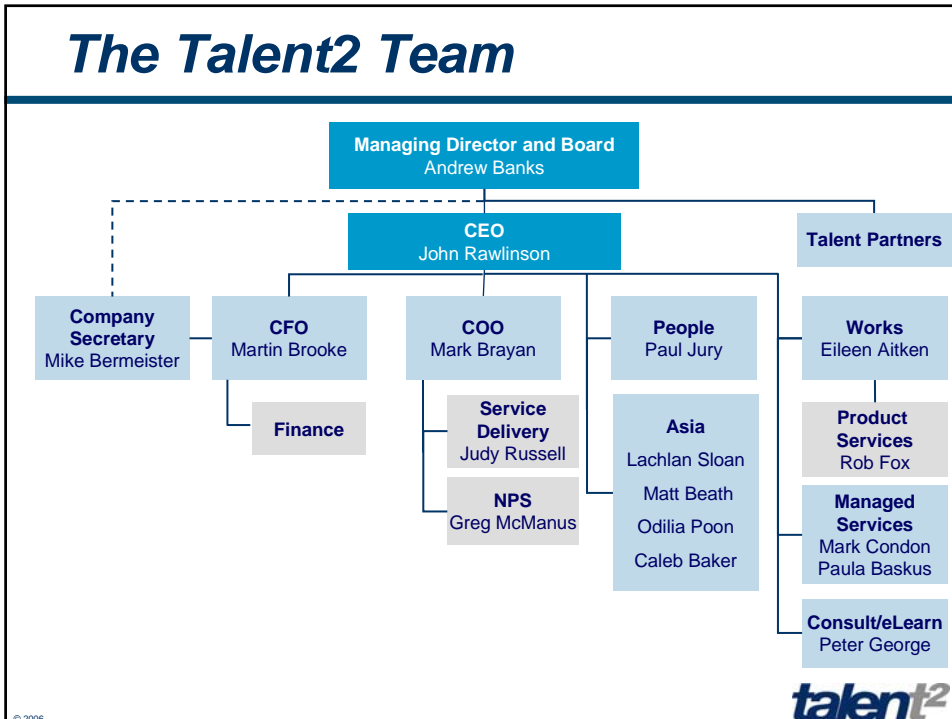 The Talent2 Team
Managing Director and Board
Andrew Banks
CEO
John Rawlinson
Talent Partners
Company
Secretary
Mike Bermeister
CFO
Martin Brooke
COO
Mark Brayan
People
Paul Jury
Works
Eileen Aitken
Finance
Service
Delivery
Judy Russell
NPS
Greg McManus
Asia
Lachlan Sloan
Matt Beath
Odilia Poon
Caleb Baker
Product
Services
Rob Fox
Managed
Services
Mark Condon
Paula Baskus
Consult/eLearn
Peter George
© 2006
talent2